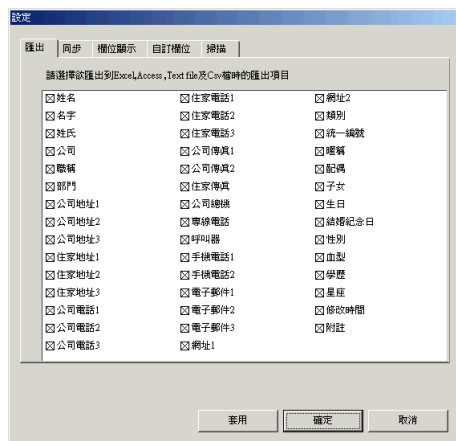 設定
匯出 同步 欄位顯示 自訂欄位 掃描
請選擇欲匯出到Excel,Access,Text file及Csv檔時的匯出項目
姓名 住家電話1 網址2
名字 住家電話2 類別
姓氏 住家電話3 統一編號
公司 公司傳真1 暱稱
職稱 公司傳真2 配偶
部門 住家傳真 子女
公司地址1 公司總機 生日
公司地址2 專線電話 結婚紀念日
公司地址3 呼叫器 性別
住家地址1 手機電話1 血型
住家地址2 手機電話2 學歷
住家地址3 電子郵件1 星座
公司電話1 電子郵件2 修改時間
公司電話2 電子郵件3 附註
公司電話3 網址1
套用 確定 取消